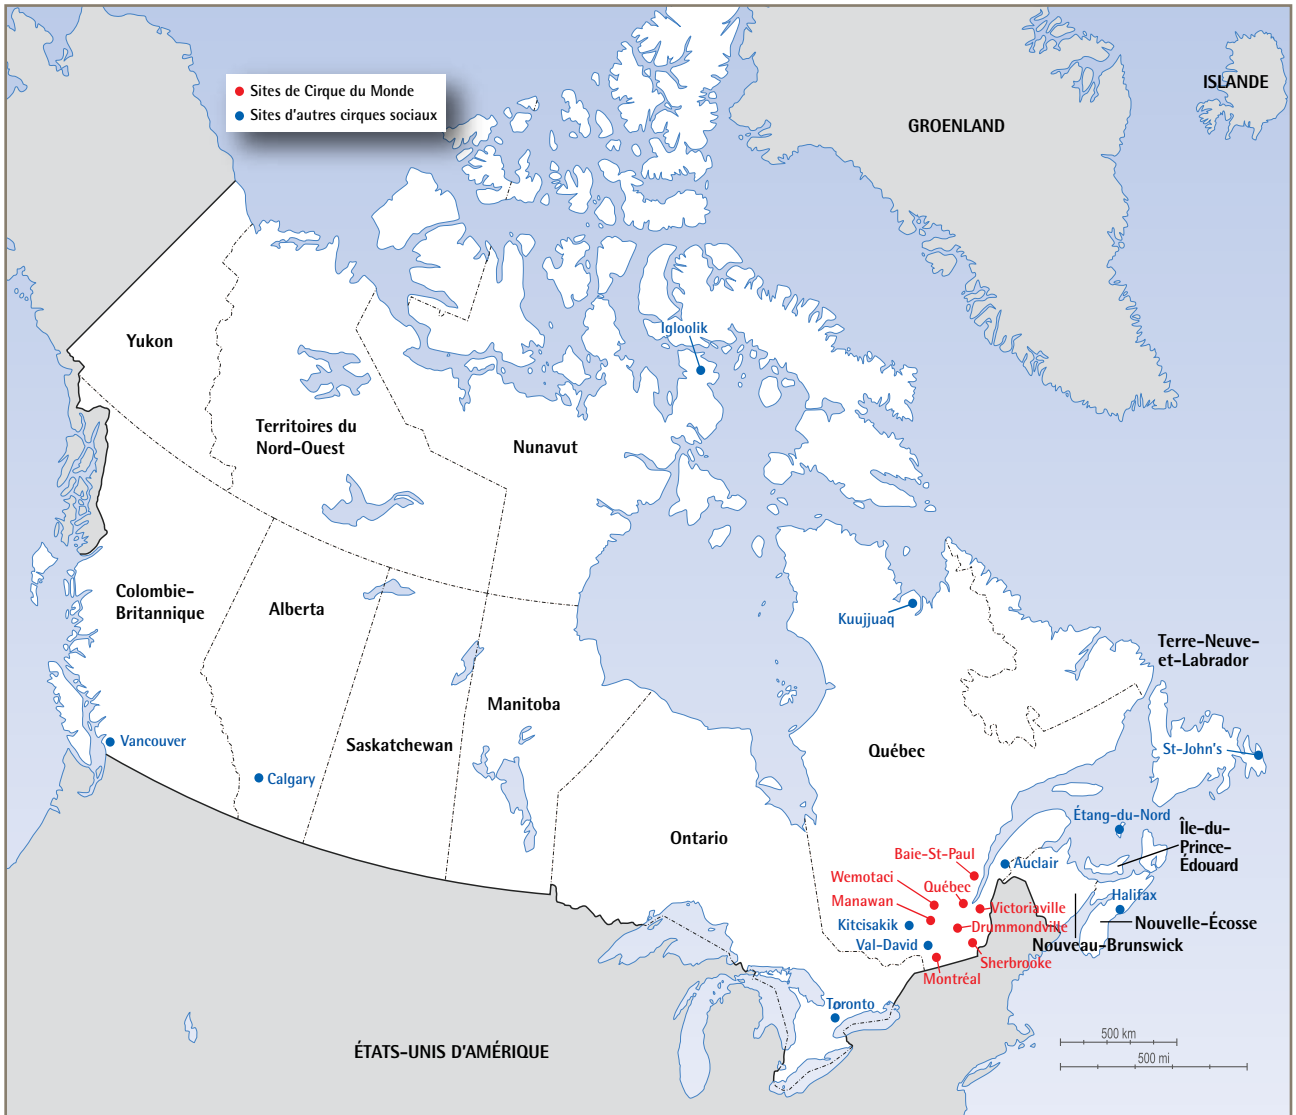 ISLANDE
Sites de Cirque du Monde
Sites d'autres cirques sociaux
GROENLAND
Igloolik
Yukon
Territoires du
Nord-Ouest
Nunavut
Colombie-
Britannique
Alberta
Kuujjuaq
Terre-Neuve-
et-Labrador
Manitoba
Vancouver
Saskatchewan
Québec
St-John's
Calgary
Étang-du-Nord
Île-du-
Prince-
Édouard
Ontario
Baie-St-Paul
Auclair
Wemotaci
Québec
Halifax
Manawan
Victoriaville
Kitcisakik
Drummondville
Nouvelle-Écosse
Val-David
Nouveau-Brunswick
Sherbrooke
Montréal
Toronto
500 km
500 mi
ÉTATS-UNIS D'AMÉRIQUE